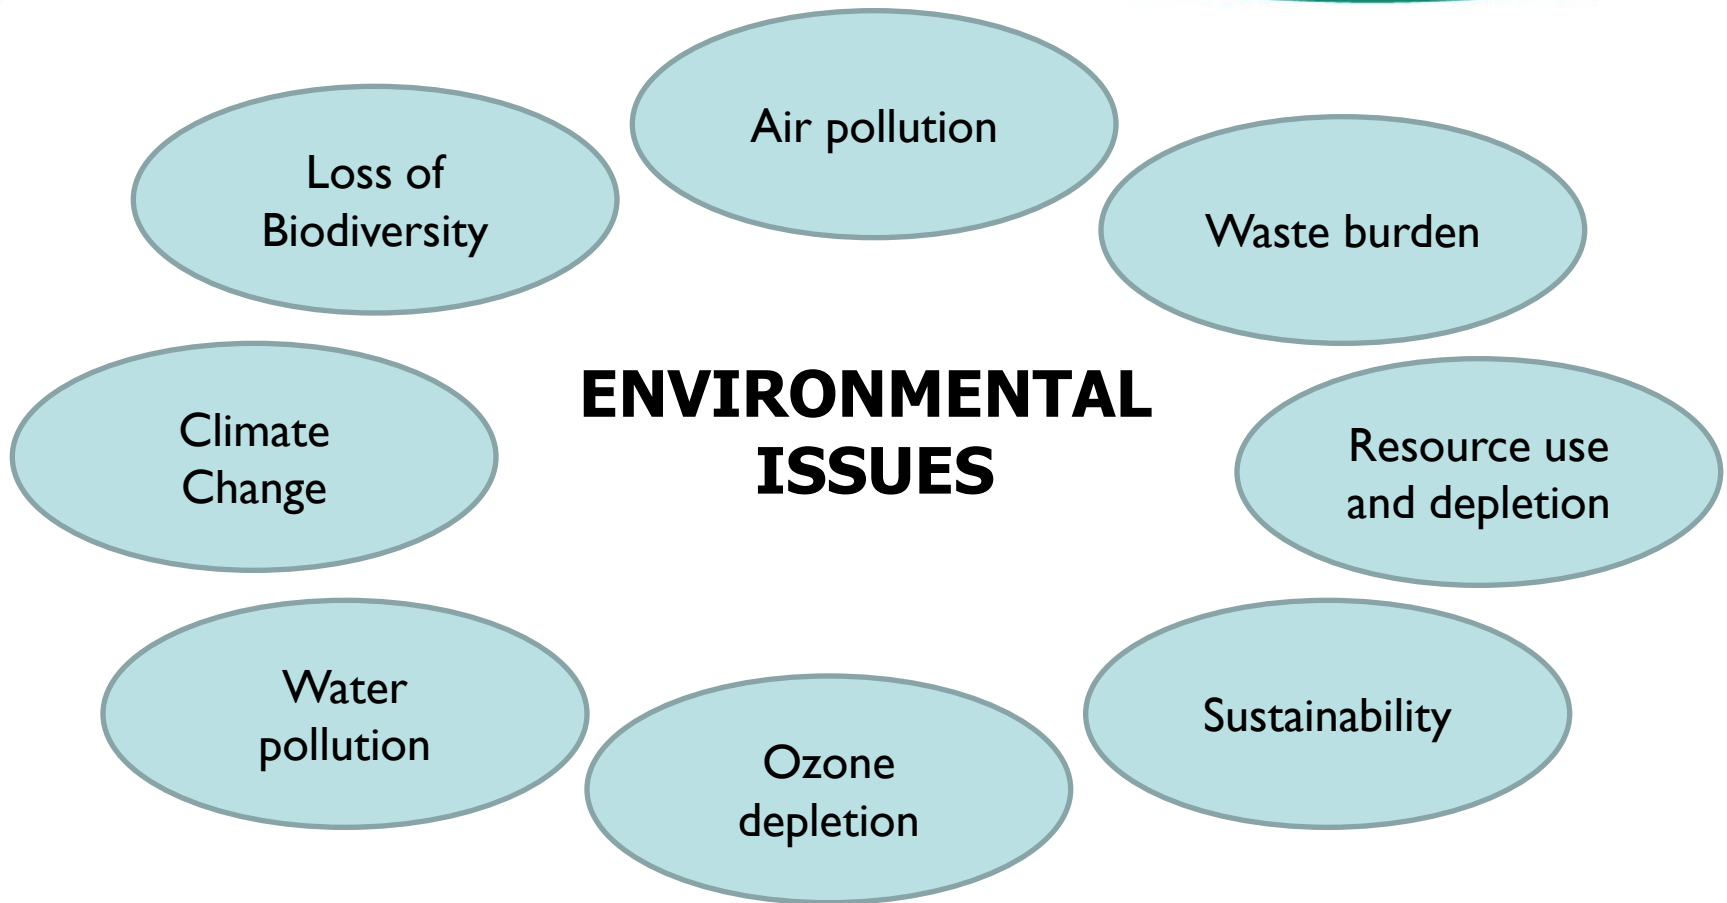 Air pollution
Loss of
Biodiversity
Waste burden
ENVIRONMENTAL
ISSUES
Climate
Change
Resource use
and depletion
Water
pollution
Sustainability
Ozone
depletion